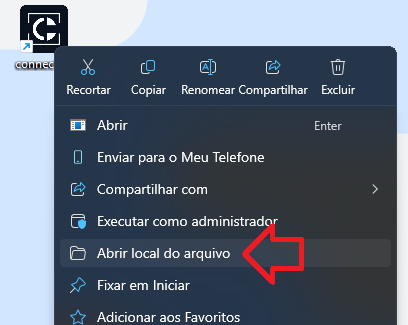 Recortar Copiar Renomear Compartilhar Excluir
Abrir Enter
Enviar para o Meu Telefone
Compartilhar com
Executar como administrador
Abrir local do arquivo
Fixar em Iniciar
Adicionar aos Favoritos